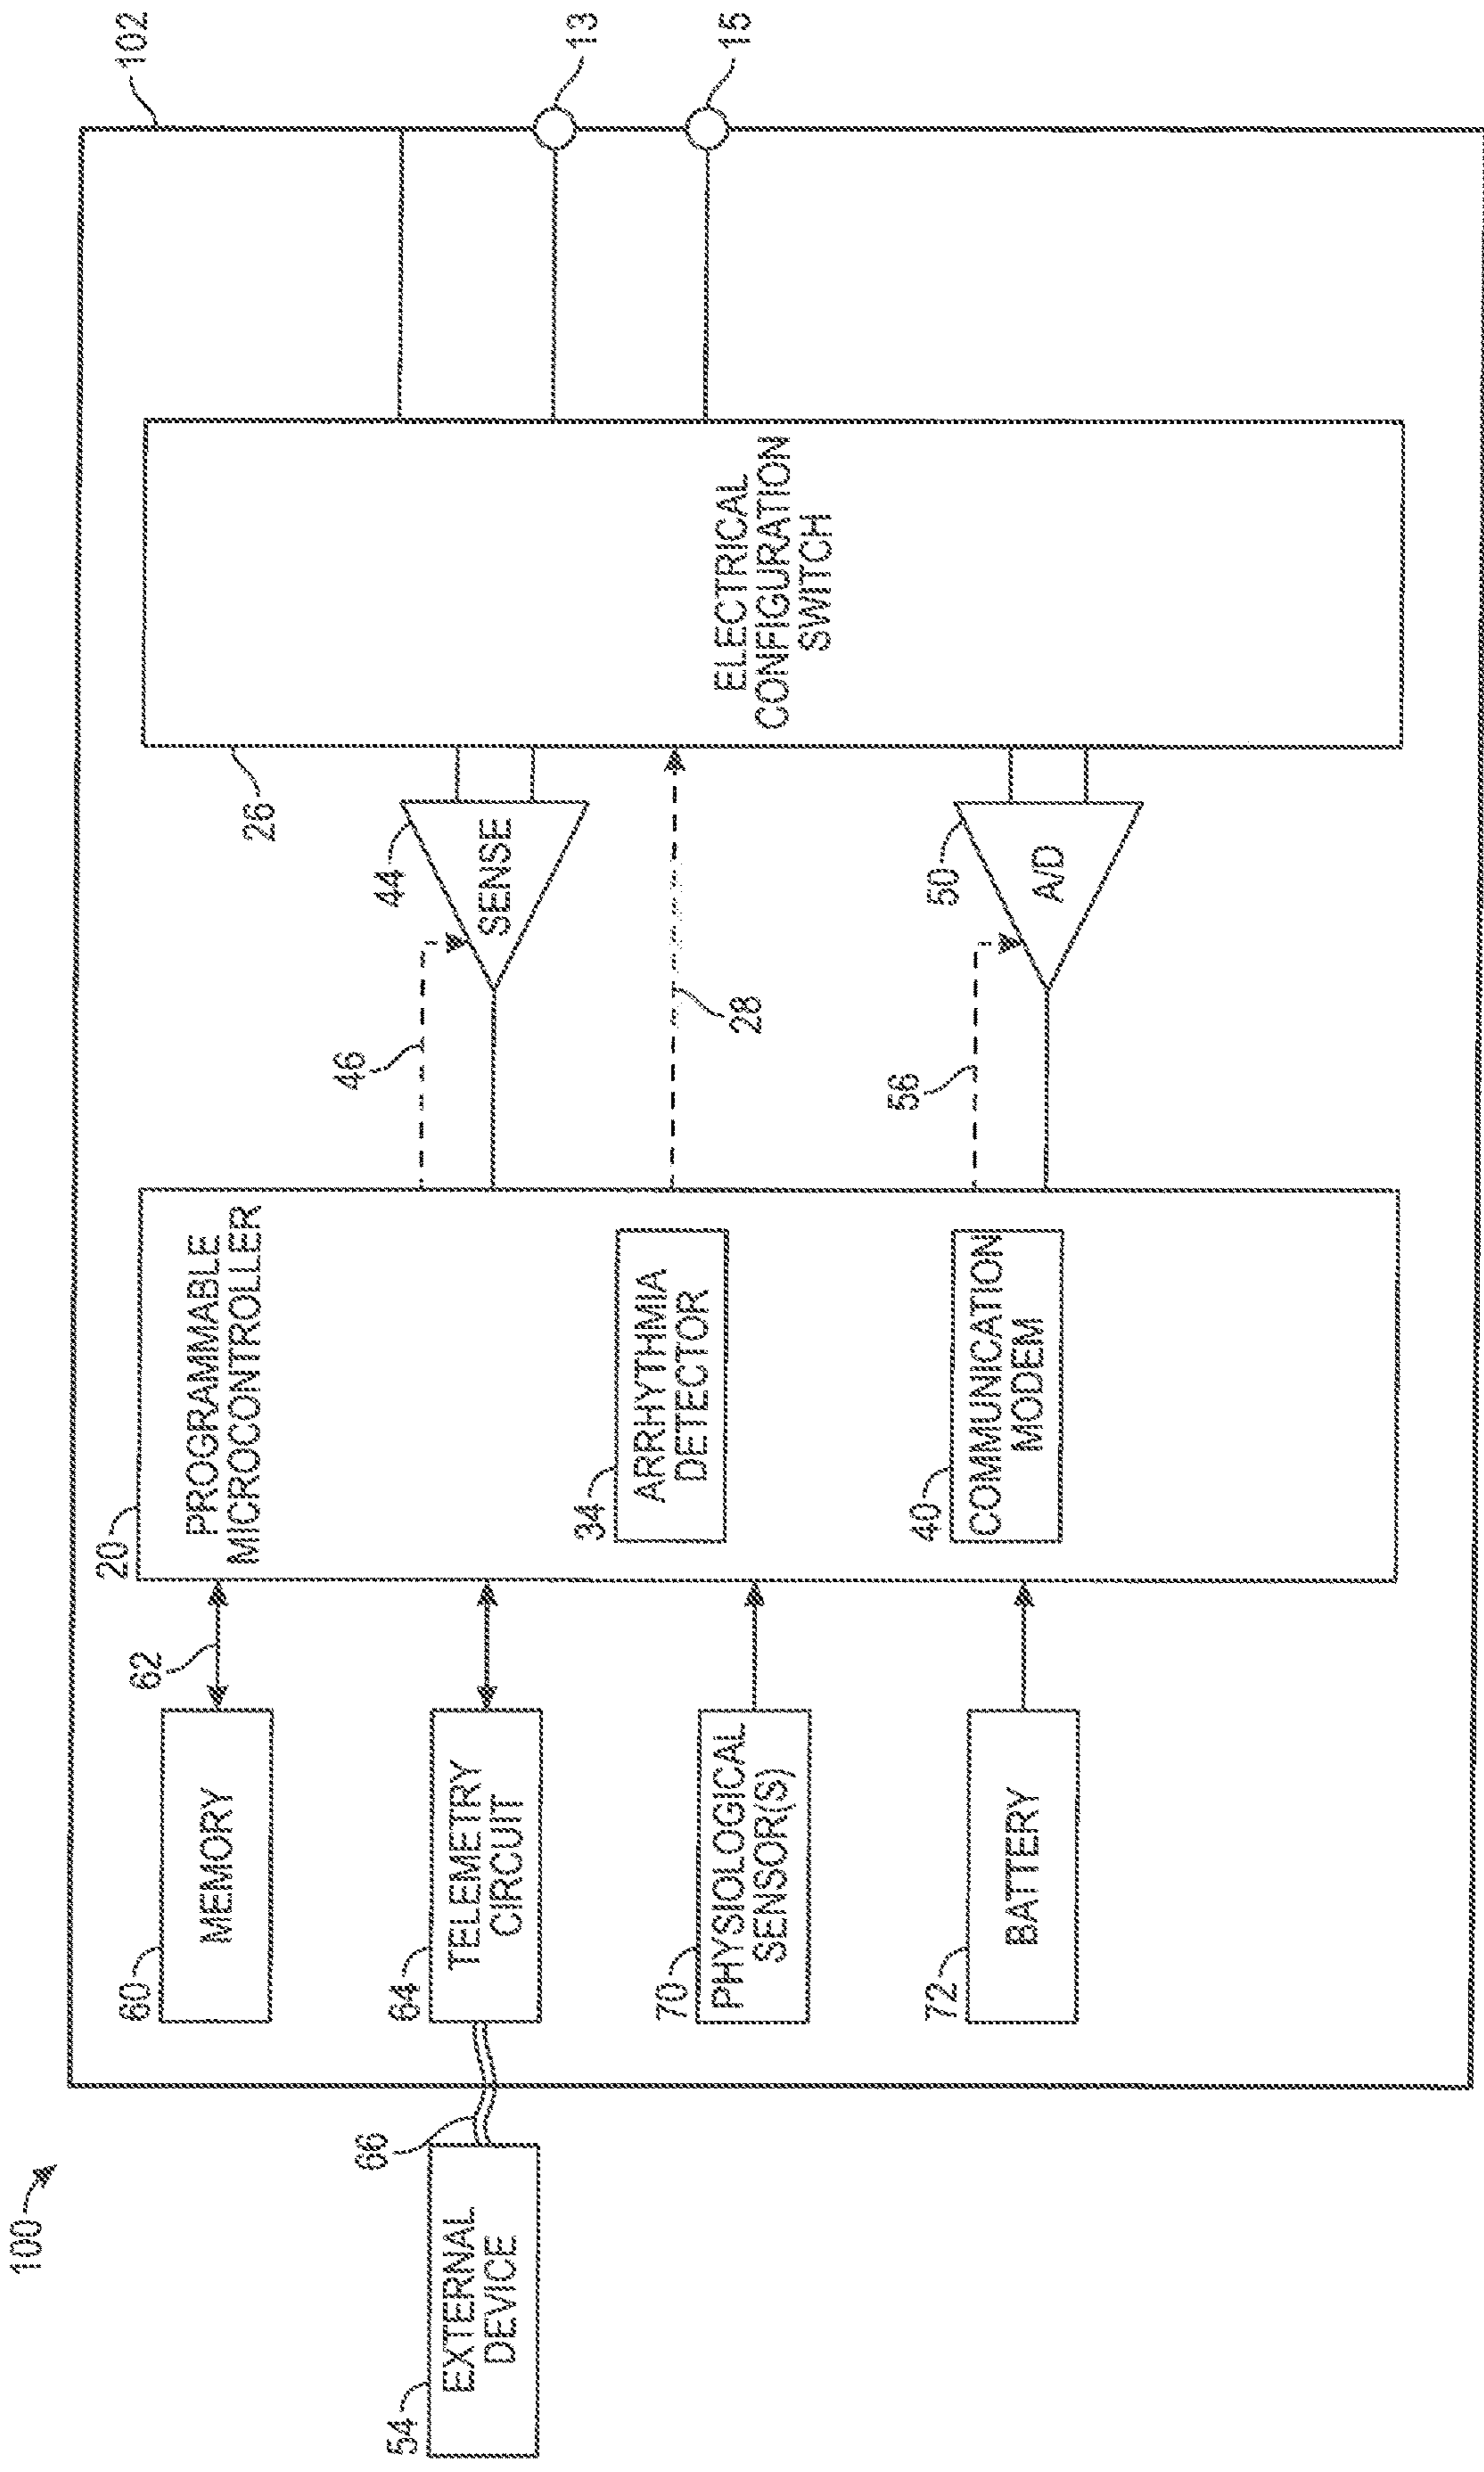 100
102
54
EXTERNAL
DEVICE
66
60
MEMORY
62
64
TELEMETRY
CIRCUIT
70
PHYSIOLOGICAL
SENSOR(S)
72
BATTERY
20
PROGRAMMABLE
MICROCONTROLLER
34
ARRHYTHMIA
DETECTOR
40
COMMUNICATION
MODEM
46
44
SENSE
28
56
50
A/D
26
ELECTRICAL
CONFIGURATION
SWITCH
13
15